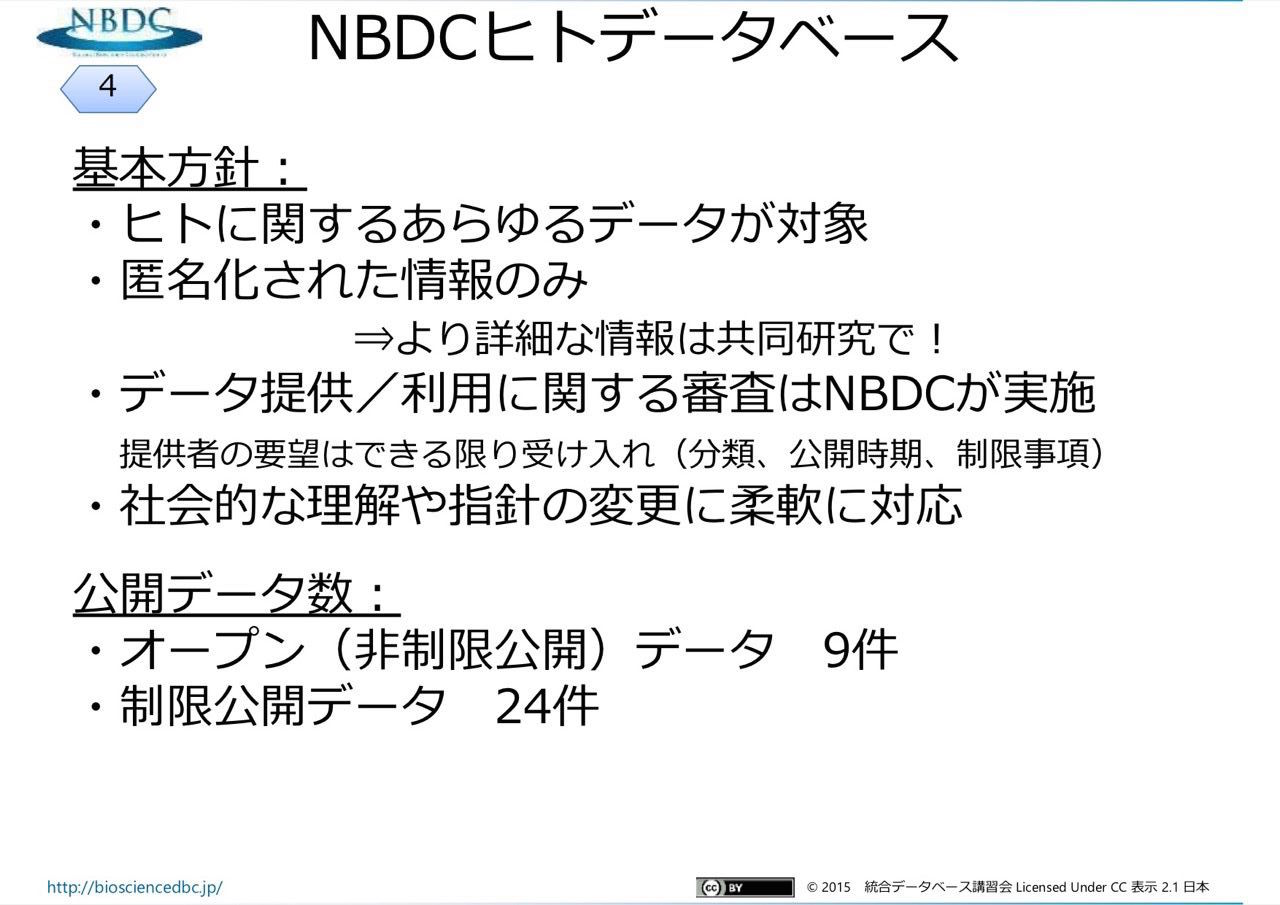 NBDC
NBDCヒトデータベース
4
基本方針：
・ヒトに関するあらゆるデータが対象
・匿名化された情報のみ
⇒より詳細な情報は共同研究で！
・データ提供／利用に関する審査はNBDCが実施
提供者の要望はできる限り受け入れ（分類、公開時期、制限事項）
・社会的な理解や指針の変更に柔軟に対応
公開データ数：
・オープン（非制限公開）データ　9件
・制限公開データ　24件
http://biosciencedbc.jp/
cc BY
© 2015　統合データベース講習会 Licensed Under CC 表示 2.1 日本